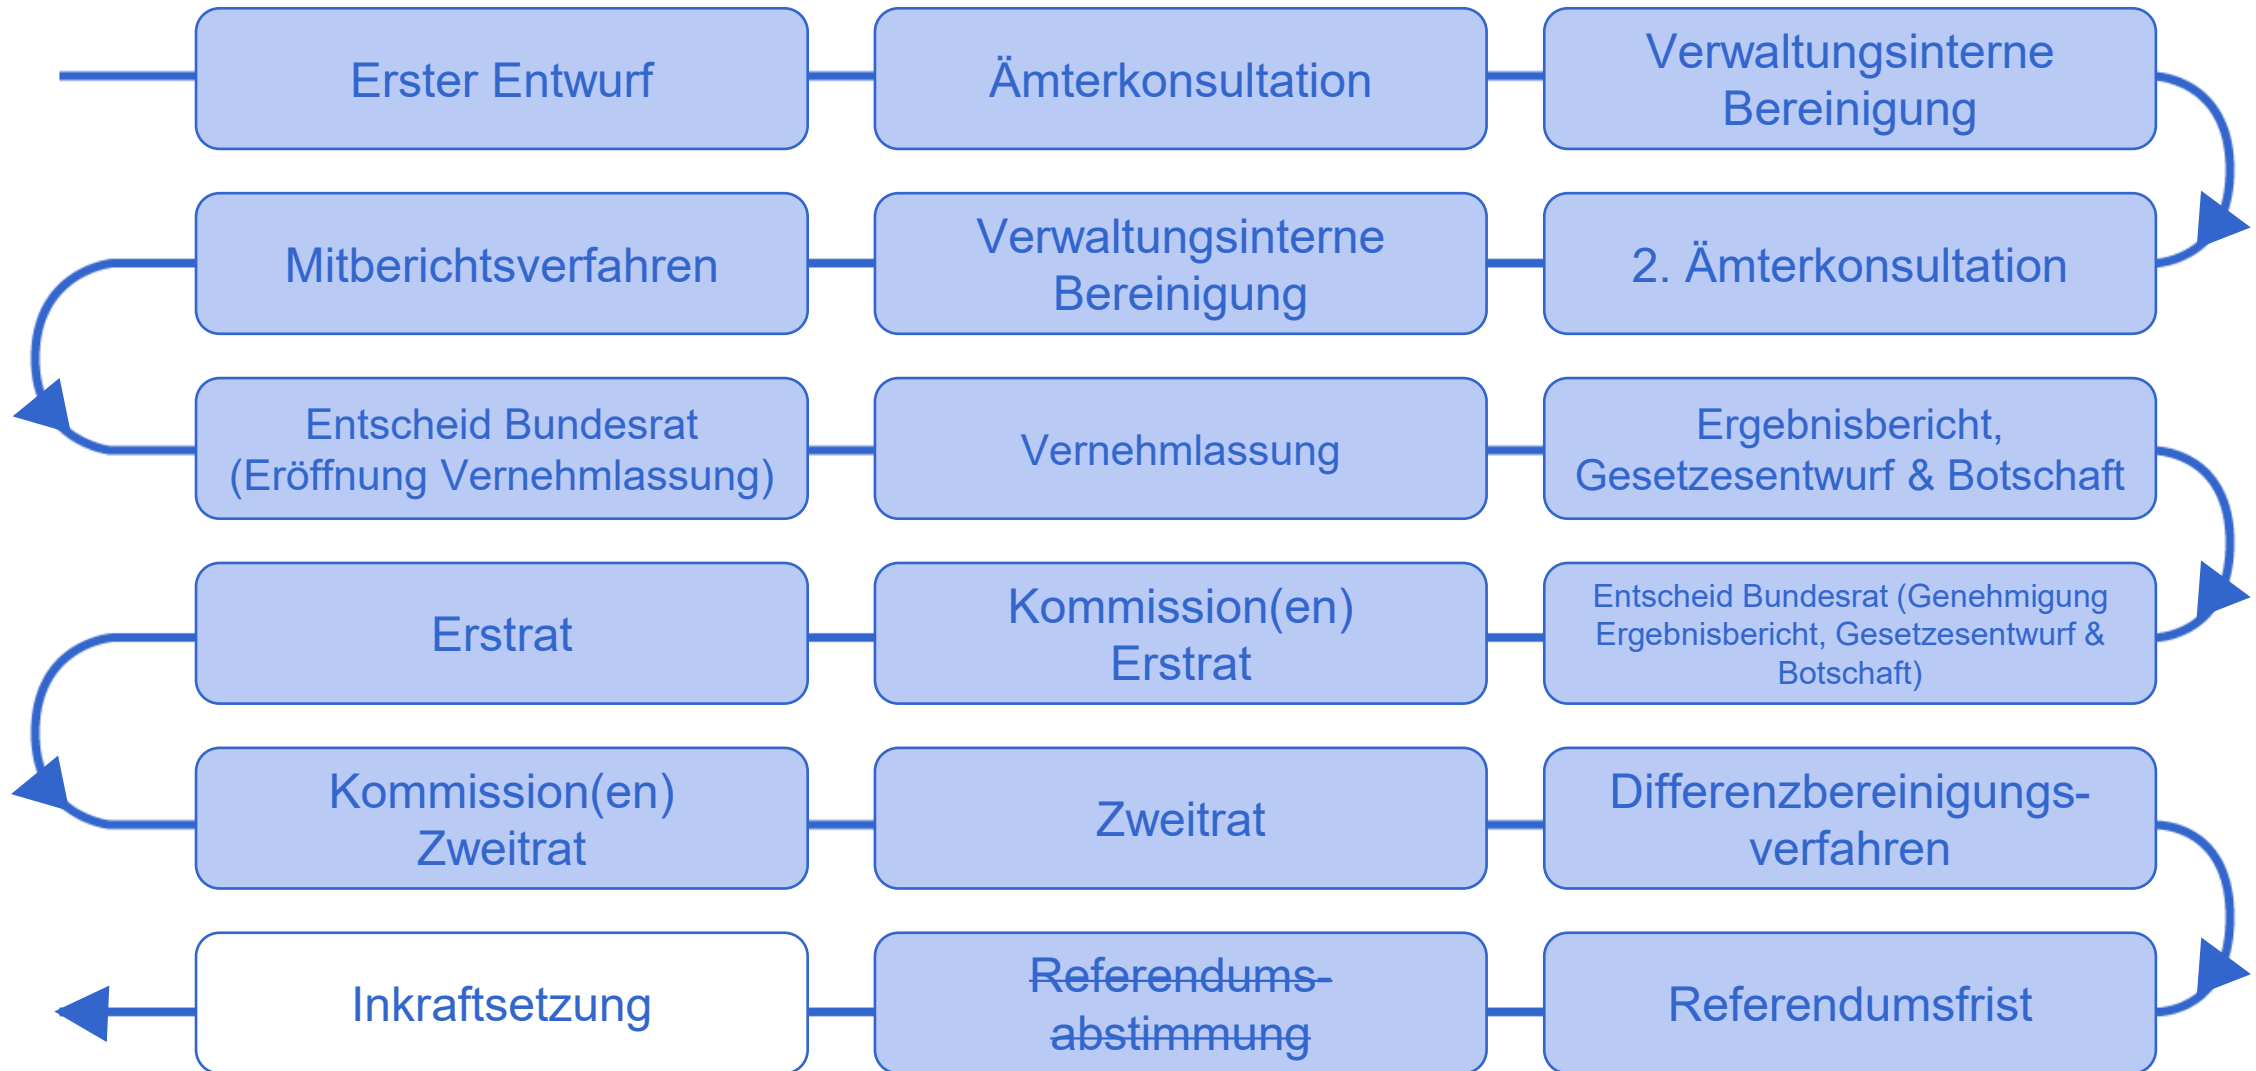 Erster Entwurf
Ämterkonsultation
Verwaltungsinterne
Bereinigung
Mitberichtsverfahren
Verwaltungsinterne
Bereinigung
2. Ämterkonsultation
Entscheid Bundesrat
(Eröffnung Vernehmlassung)
Vernehmlassung
Ergebnisbericht,
Gesetzesentwurf & Botschaft
Erstrat
Kommission(en)
Erstrat
Entscheid Bundesrat (Genehmigung
Ergebnisbericht, Gesetzesentwurf &
Botschaft)
Kommission(en)
Zweitrat
Zweitrat
Differenzbereinigungs-
verfahren
Inkraftsetzung
Referendums-
abstimmung
Referendumsfrist